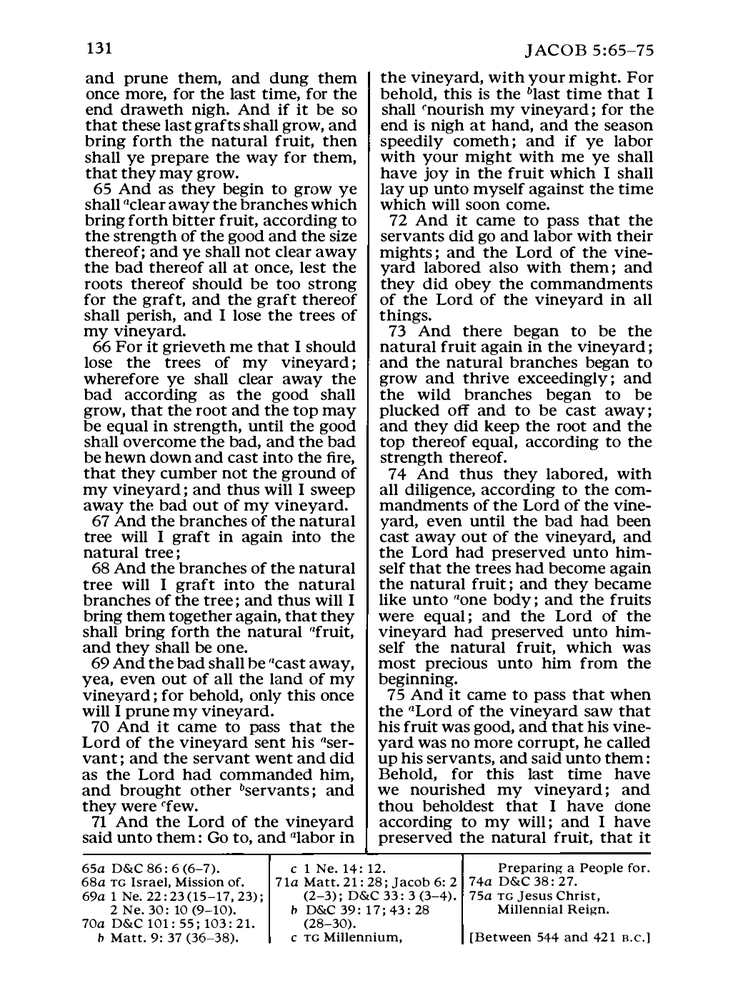 131
JACOB 5:65–75
and prune them, and dung them
once more, for the last time, for the
end draweth nigh. And if it be so
that these last grafts shall grow, and
bring forth the natural fruit, then
shall ye prepare the way for them,
that they may grow.
65 And as they begin to grow ye
shall ᵃclear away the branches which
bring forth bitter fruit, according to
the strength of the good and the size
thereof; and ye shall not clear away
the bad thereof all at once, lest the
roots thereof should be too strong
for the graft, and the graft thereof
shall perish, and I lose the trees of
my vineyard.
66 For it grieveth me that I should
lose the trees of my vineyard;
wherefore ye shall clear away the
bad according as the good shall
grow, that the root and the top may
be equal in strength, until the good
shall overcome the bad, and the bad
be hewn down and cast into the fire,
that they cumber not the ground of
my vineyard; and thus will I sweep
away the bad out of my vineyard.
67 And the branches of the natural
tree will I graft in again into the
natural tree;
68 And the branches of the natural
tree will I graft into the natural
branches of the tree; and thus will I
bring them together again, that they
shall bring forth the natural ᵃfruit,
and they shall be one.
69 And the bad shall be ᵃcast away,
yea, even out of all the land of my
vineyard; for behold, only this once
will I prune my vineyard.
70 And it came to pass that the
Lord of the vineyard sent his ᵃser-
vant; and the servant went and did
as the Lord had commanded him,
and brought other ᵇservants; and
they were ᶜfew.
71 And the Lord of the vineyard
said unto them: Go to, and ᵃlabor in
the vineyard, with your might. For
behold, this is the ᵇlast time that I
shall ᶜnourish my vineyard; for the
end is nigh at hand, and the season
speedily cometh; and if ye labor
with your might with me ye shall
have joy in the fruit which I shall
lay up unto myself against the time
which will soon come.
72 And it came to pass that the
servants did go and labor with their
mights; and the Lord of the vine-
yard labored also with them; and
they did obey the commandments
of the Lord of the vineyard in all
things.
73 And there began to be the
natural fruit again in the vineyard;
and the natural branches began to
grow and thrive exceedingly; and
the wild branches began to be
plucked off and to be cast away;
and they did keep the root and the
top thereof equal, according to the
strength thereof.
74 And thus they labored, with
all diligence, according to the com-
mandments of the Lord of the vine-
yard, even until the bad had been
cast away out of the vineyard, and
the Lord had preserved unto him-
self that the trees had become again
the natural fruit; and they became
like unto ᵃone body; and the fruits
were equal; and the Lord of the
vineyard had preserved unto him-
self the natural fruit, which was
most precious unto him from the
beginning.
75 And it came to pass that when
the ᵃLord of the vineyard saw that
his fruit was good, and that his vine-
yard was no more corrupt, he called
up his servants, and said unto them:
Behold, for this last time have
we nourished my vineyard; and
thou beholdest that I have done
according to my will; and I have
preserved the natural fruit, that it
65a D&C 86: 6 (6–7).
68a TG Israel, Mission of.
69a 1 Ne. 22: 23 (15–17, 23);
2 Ne. 30: 10 (9–10).
70a D&C 101: 55; 103: 21.
b Matt. 9: 37 (36–38).
c 1 Ne. 14: 12.
71a Matt. 21: 28; Jacob 6: 2
(2–3); D&C 33: 3 (3–4).
b D&C 39: 17; 43: 28
(28–30).
c TG Millennium,
Preparing a People for.
74a D&C 38: 27.
75a TG Jesus Christ,
Millennial Reign.
[Between 544 and 421 B.C.]